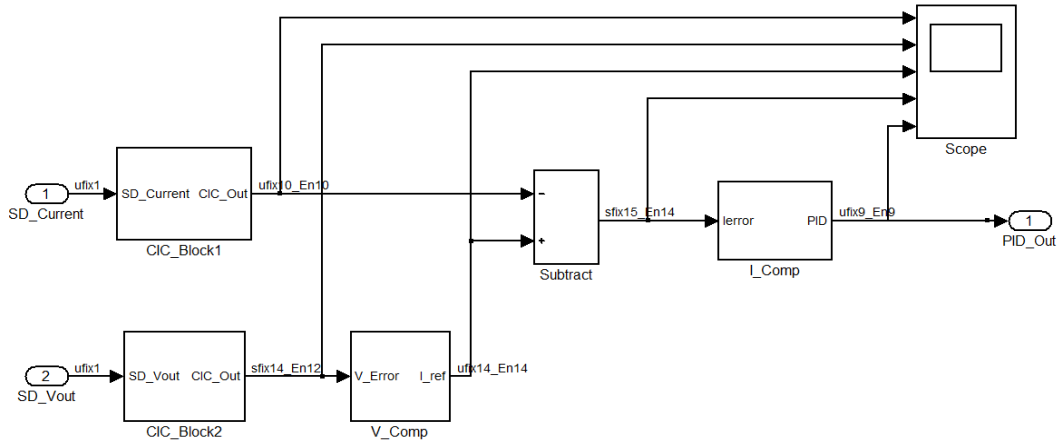 Scope
ufix1
1
SD_Current
SD_Current
CIC_Out
ufix10_En10
CIC_Block1
−
+
Subtract
sfix15_En14
Ierror
PID
I_Comp
ufix9_En9
1
PID_Out
ufix1
2
SD_Vout
SD_Vout
CIC_Out
sfix14_En12
CIC_Block2
V_Error
I_ref
ufix14_En14
V_Comp